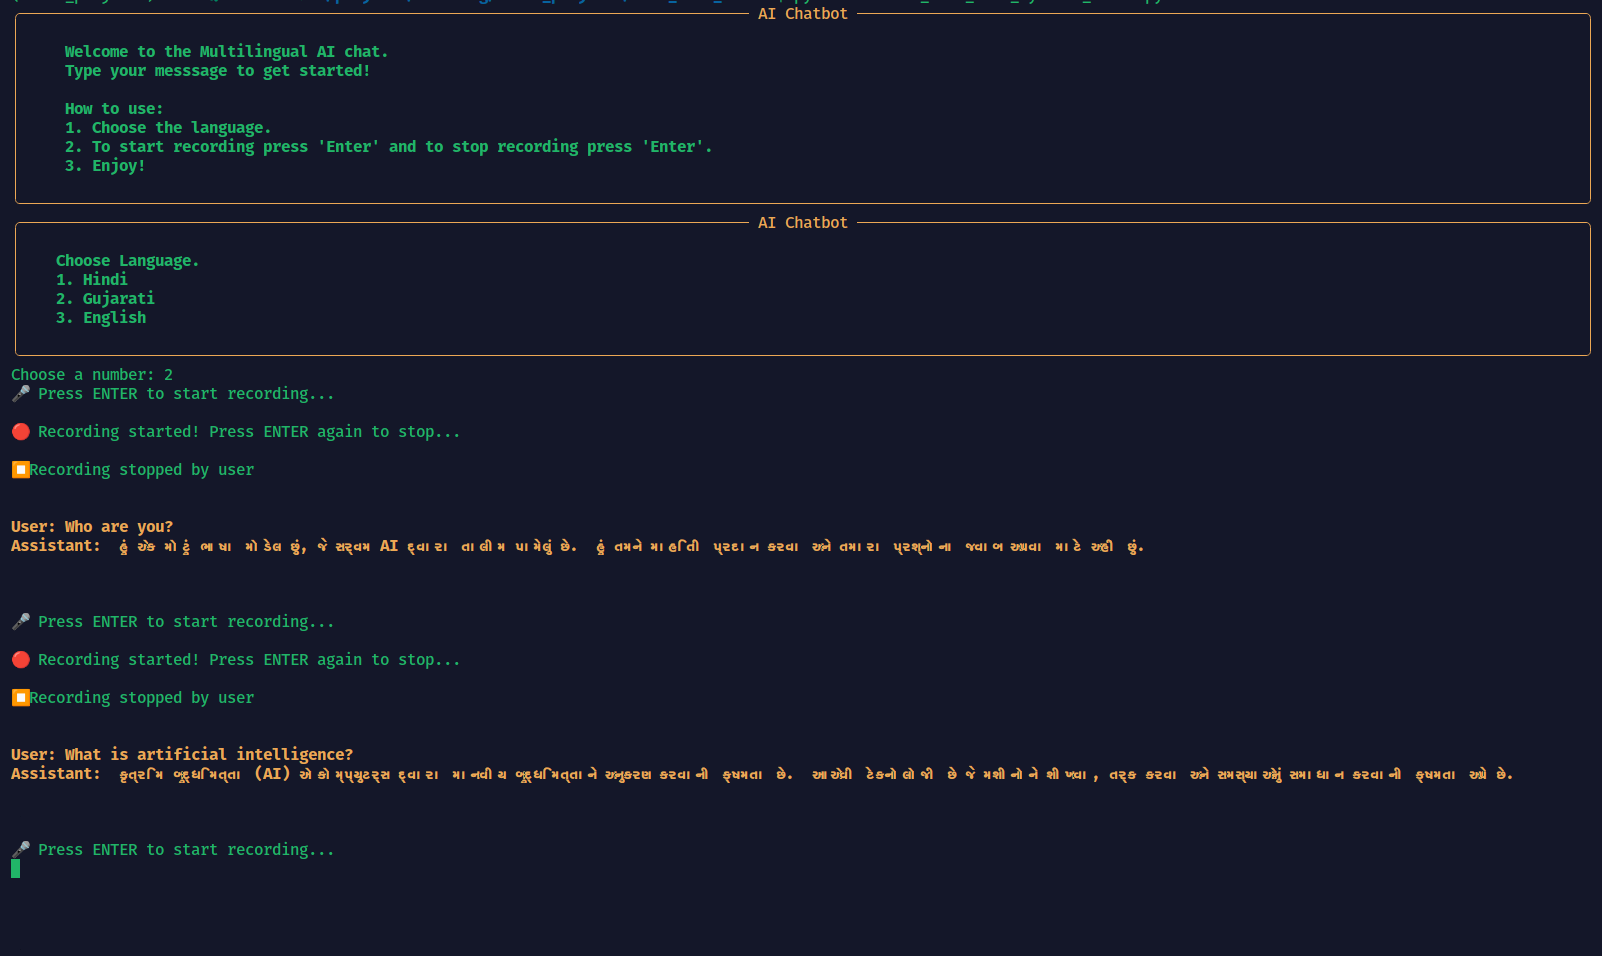 AI Chatbot
Welcome to the Multilingual AI chat.
Type your messsage to get started!
How to use:
1. Choose the language.
2. To start recording press 'Enter' and to stop recording press 'Enter'.
3. Enjoy!
AI Chatbot
Choose Language.
1. Hindi
2. Gujarati
3. English
Choose a number: 2
🎤 Press ENTER to start recording...
🔴 Recording started! Press ENTER again to stop...
⏹️Recording stopped by user
User: Who are you?
Assistant: હું એક મોટું ભાષા મોડેલ છું, જે સર્વમ AI દ્વારા તાલીમ પામેલું છે. હું તમને માહિતી પ્રદાન કરવા અને તમારા પ્રશ્નોના જવાબ આપવા માટે અહીં છું.
🎤 Press ENTER to start recording...
🔴 Recording started! Press ENTER again to stop...
⏹️Recording stopped by user
User: What is artificial intelligence?
Assistant: કૃત્રિમ બુદ્ધિમત્તા (AI) એ કોમ્પ્યુટર્સ દ્વારા માનવીય બુદ્ધિમત્તાને અનુકરણ કરવાની ક્ષમતા છે. આ એવી ટેકનોલોજી છે જે મશીનોને શીખવા, તર્ક કરવા અને સમસ્યાઓનું સમાધાન કરવાની ક્ષમતા આપે છે.
🎤 Press ENTER to start recording...